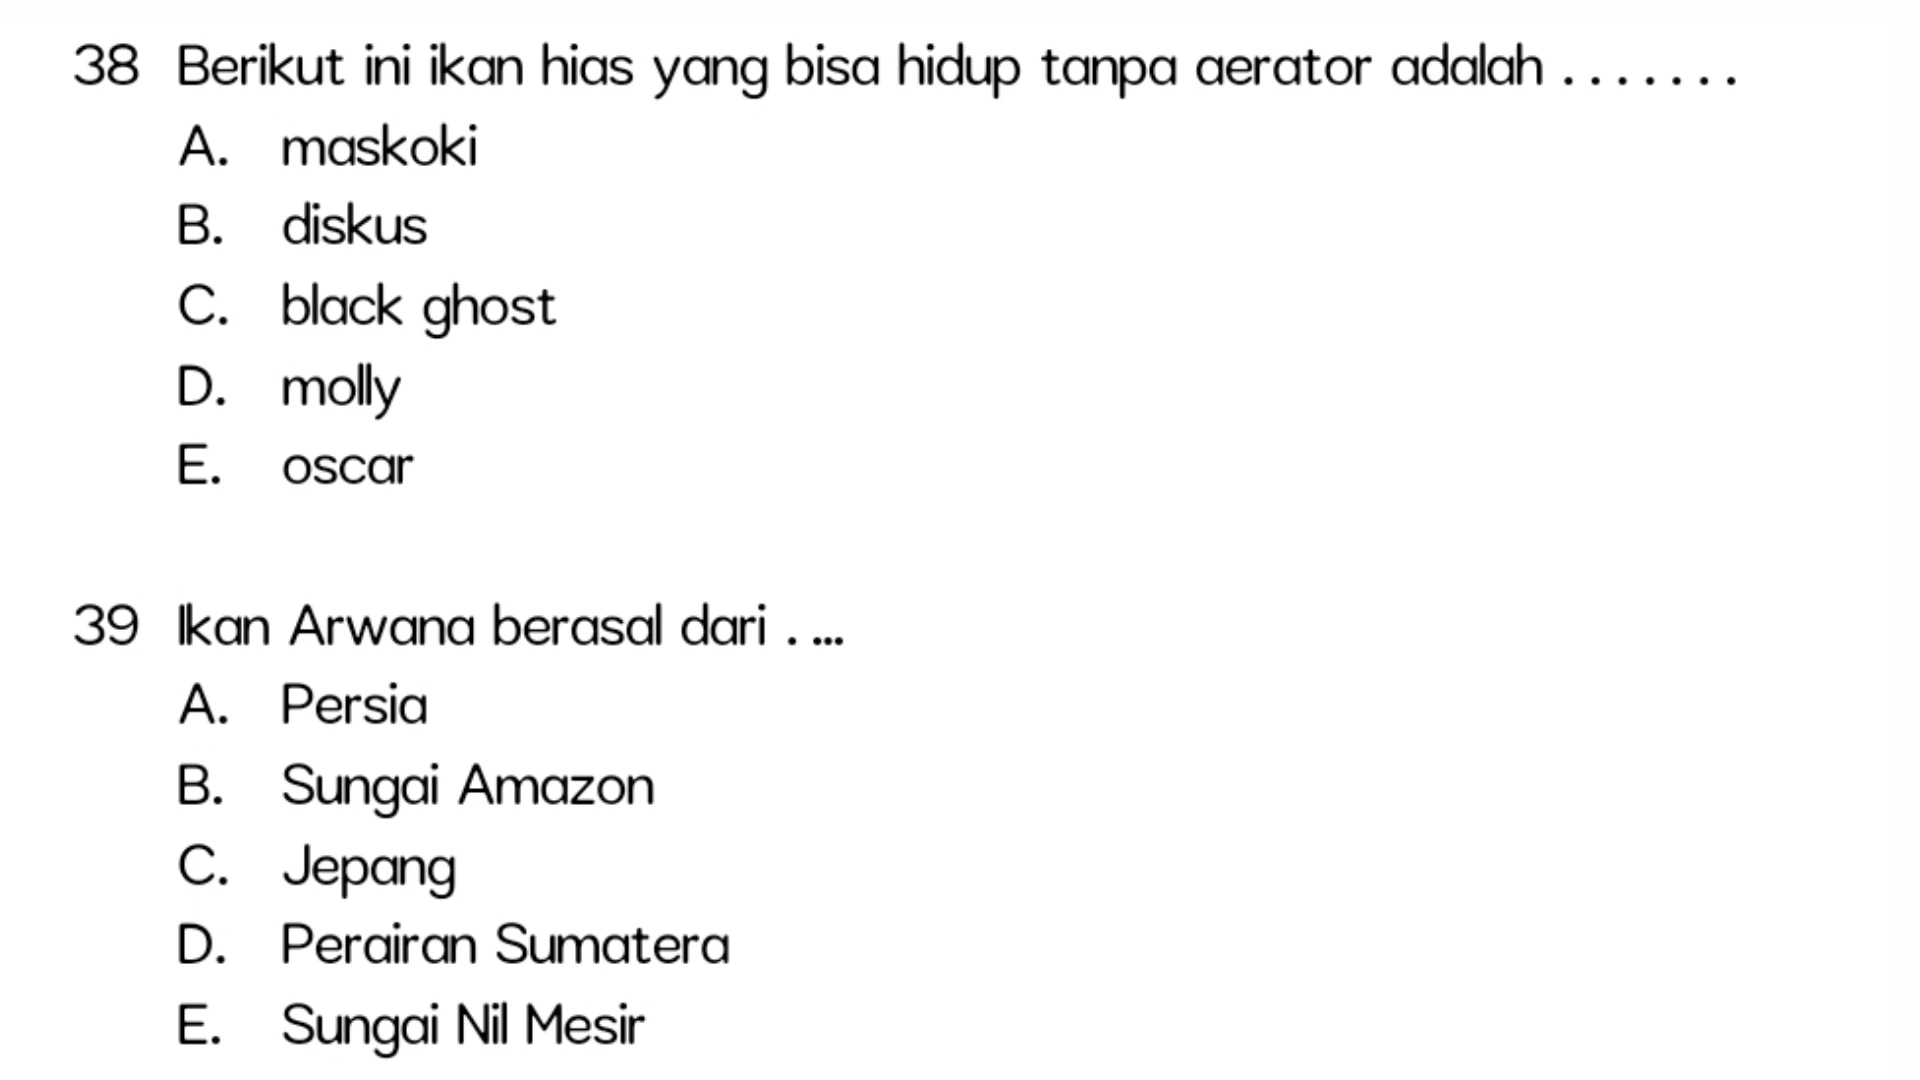 38 Berikut ini ikan hias yang bisa hidup tanpa aerator adalah . . . . . . .
A. maskoki
B. diskus
C. black ghost
D. molly
E. oscar
39 Ikan Arwana berasal dari . ...
A. Persia
B. Sungai Amazon
C. Jepang
D. Perairan Sumatera
E. Sungai Nil Mesir